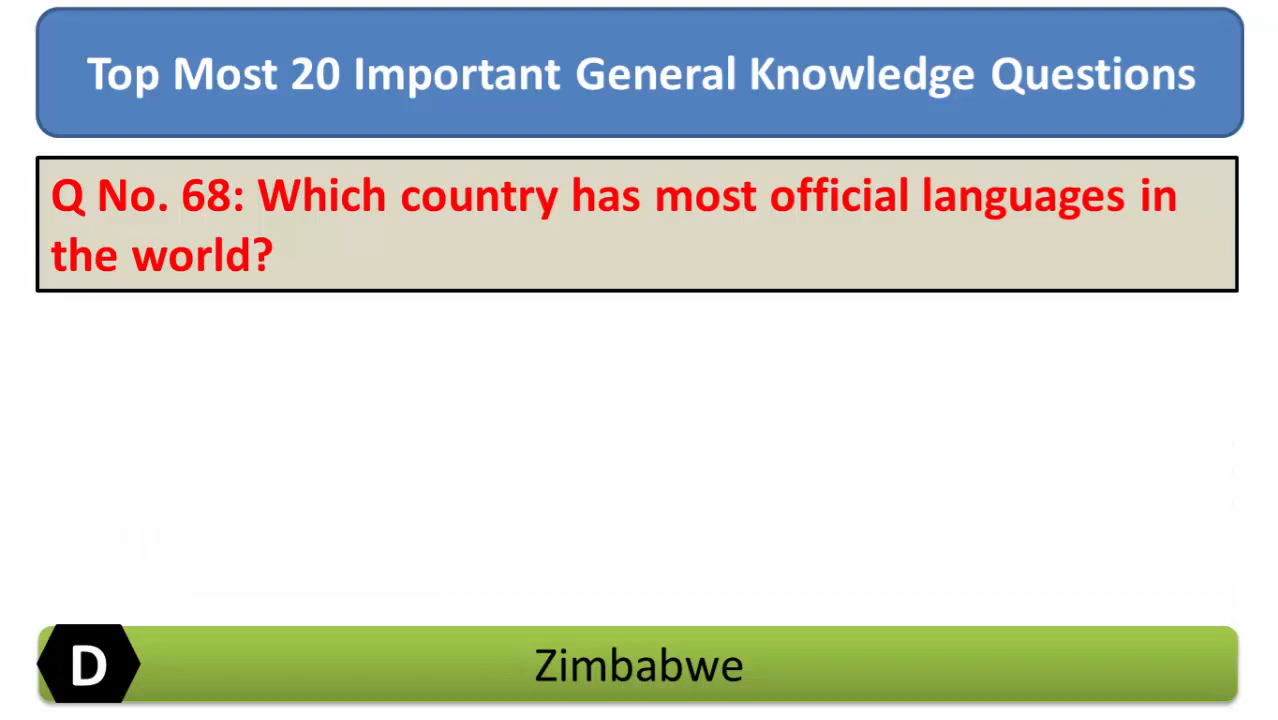 Top Most 20 Important General Knowledge Questions
Q No. 68: Which country has most official languages in
the world?
D
Zimbabwe